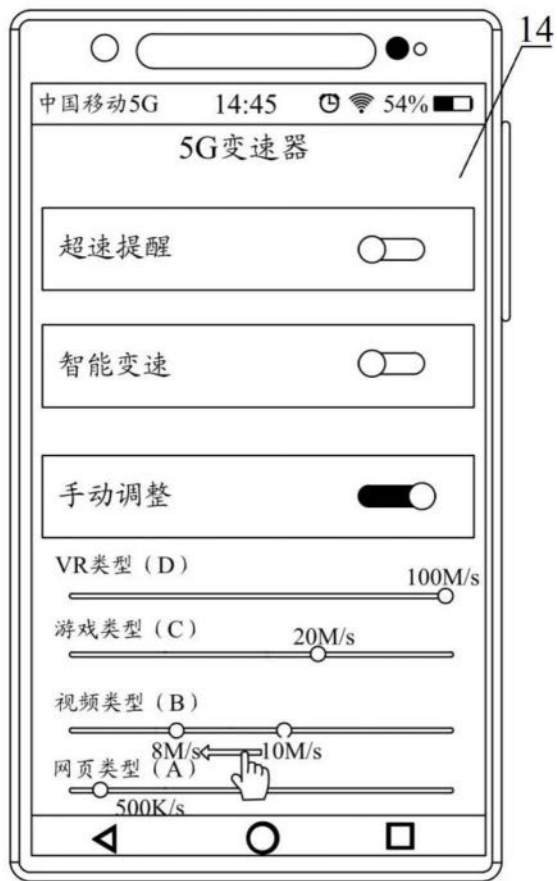 14
中国移动5G 14:45 54%
5G变速器
超速提醒
智能变速
手动调整
VR类型（D）
100M/s
游戏类型（C）
20M/s
视频类型（B）
8M/s 10M/s
网页类型（A）
500K/s